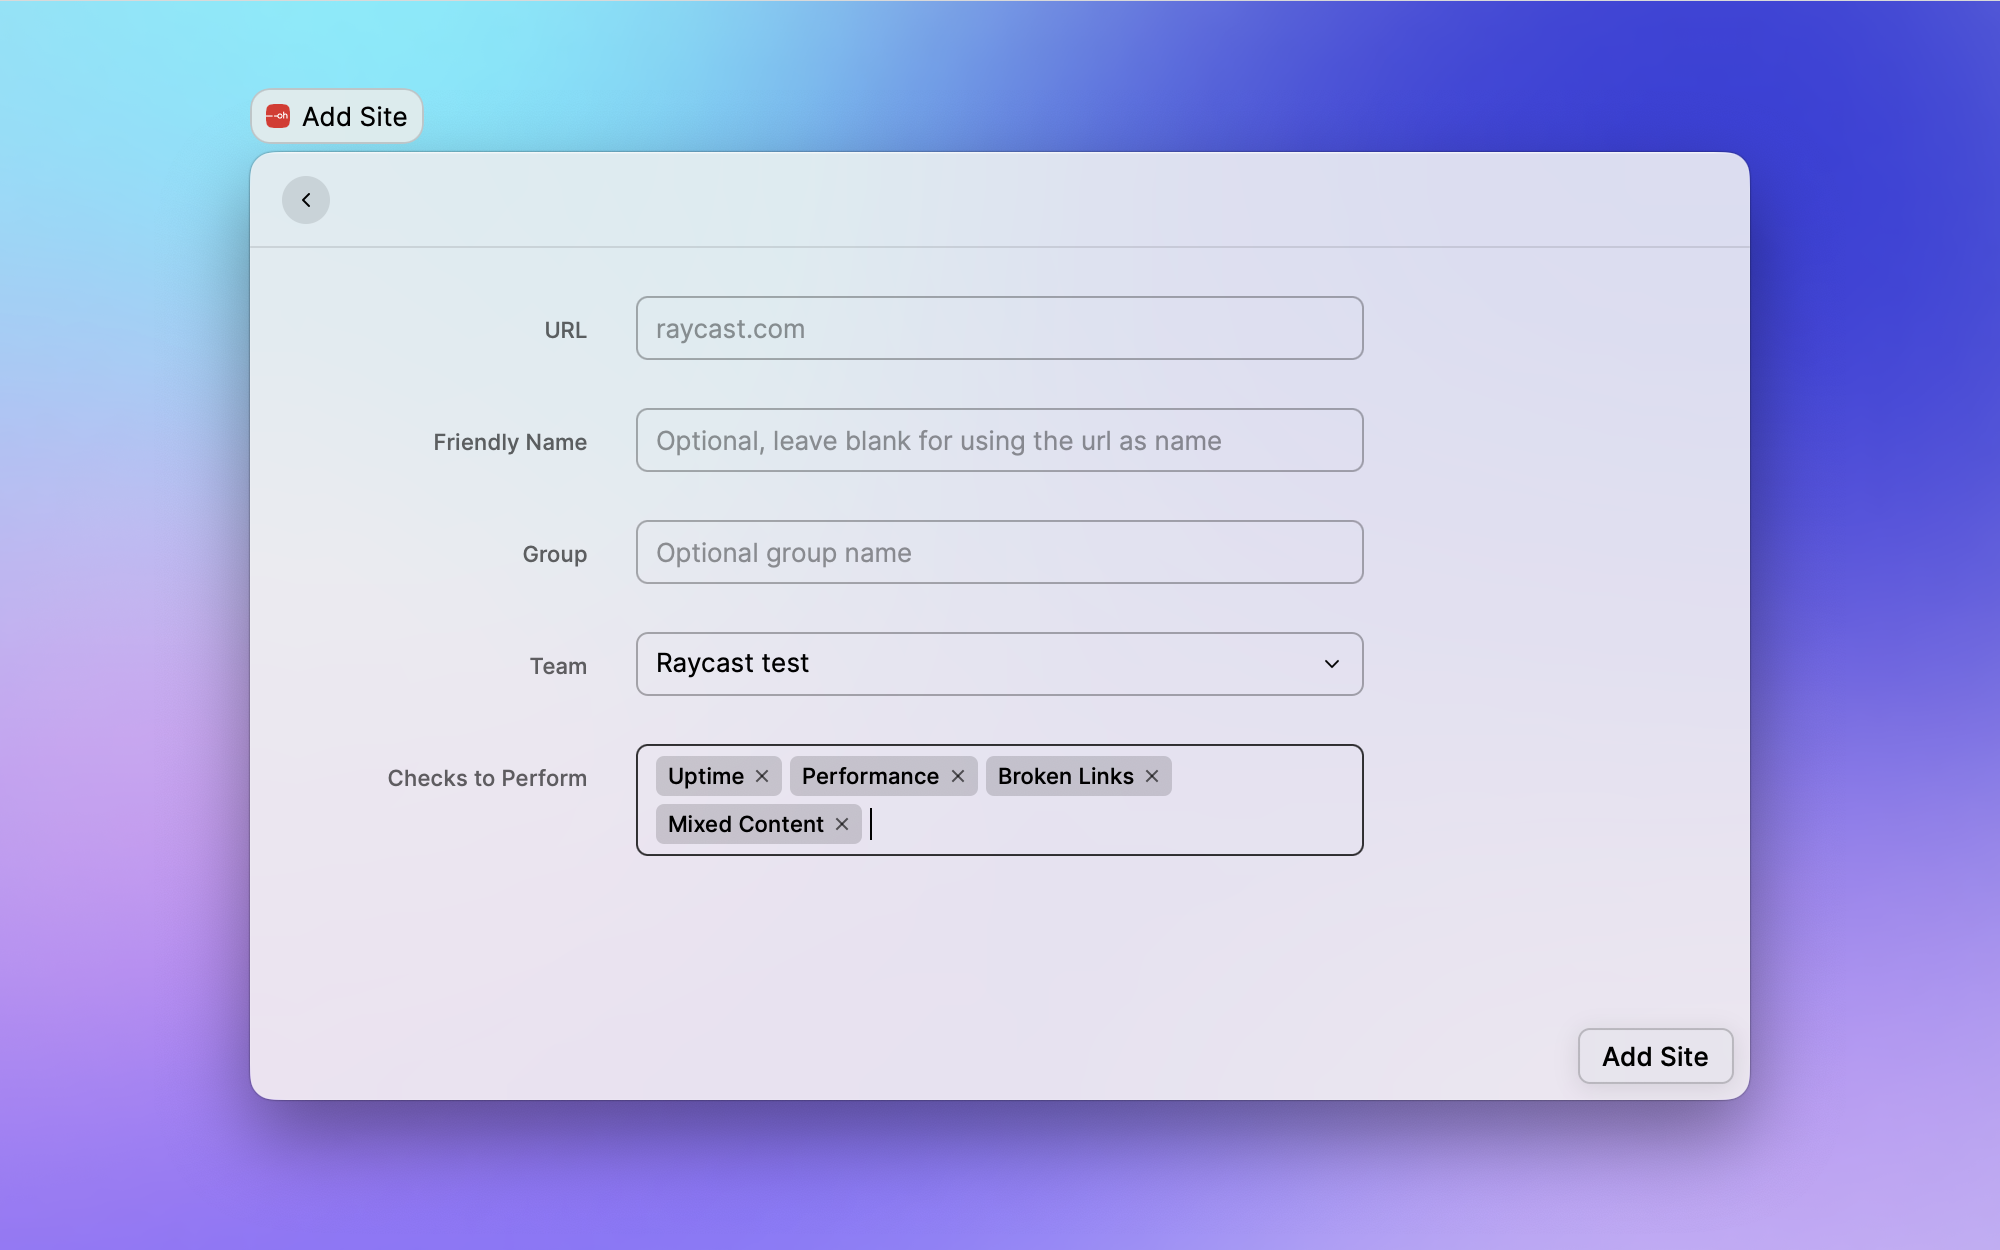 oh Add Site
URL raycast.com
Friendly Name Optional, leave blank for using the url as name
Group Optional group name
Team Raycast test
Checks to Perform Uptime Performance Broken Links
Mixed Content
Add Site